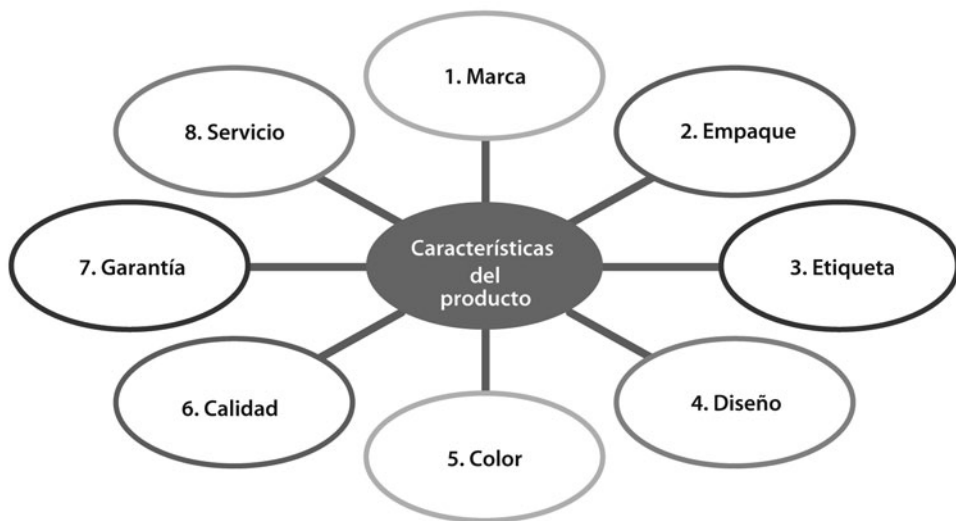 1. Marca
2. Empaque
3. Etiqueta
4. Diseño
5. Color
6. Calidad
7. Garantía
8. Servicio
Características
del
producto